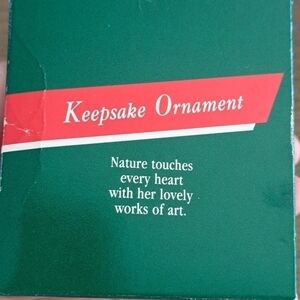 Keepsake Ornament
Nature touches
every heart
with her lovely
works of art.